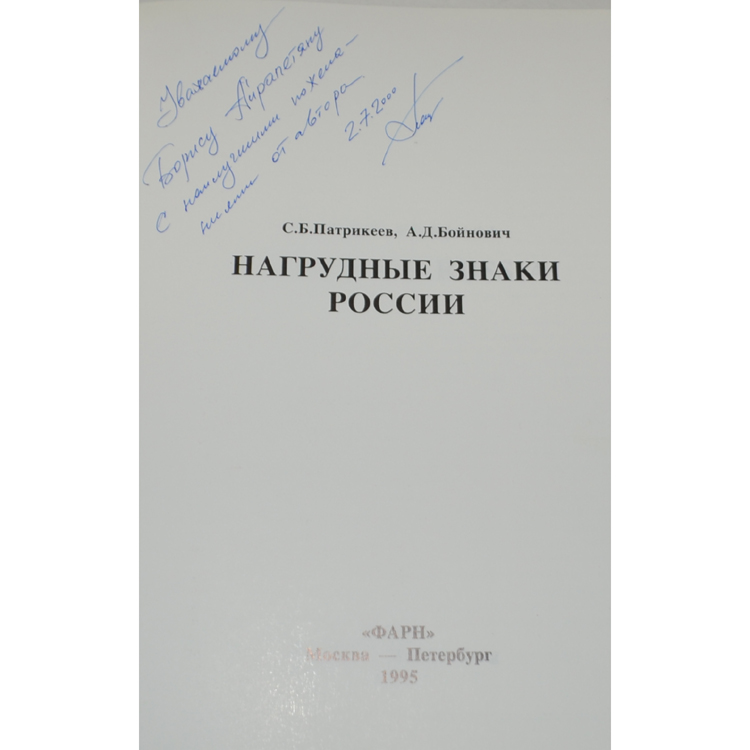 Уважаемому
Борису Айрапетяну
с наилучшими пожела-
ниями от автора
2.7.2000
С.Б.Патрикеев, А.Д.Бойнович
НАГРУДНЫЕ ЗНАКИ
РОССИИ
«ФАРН»
Москва — Петербург
1995